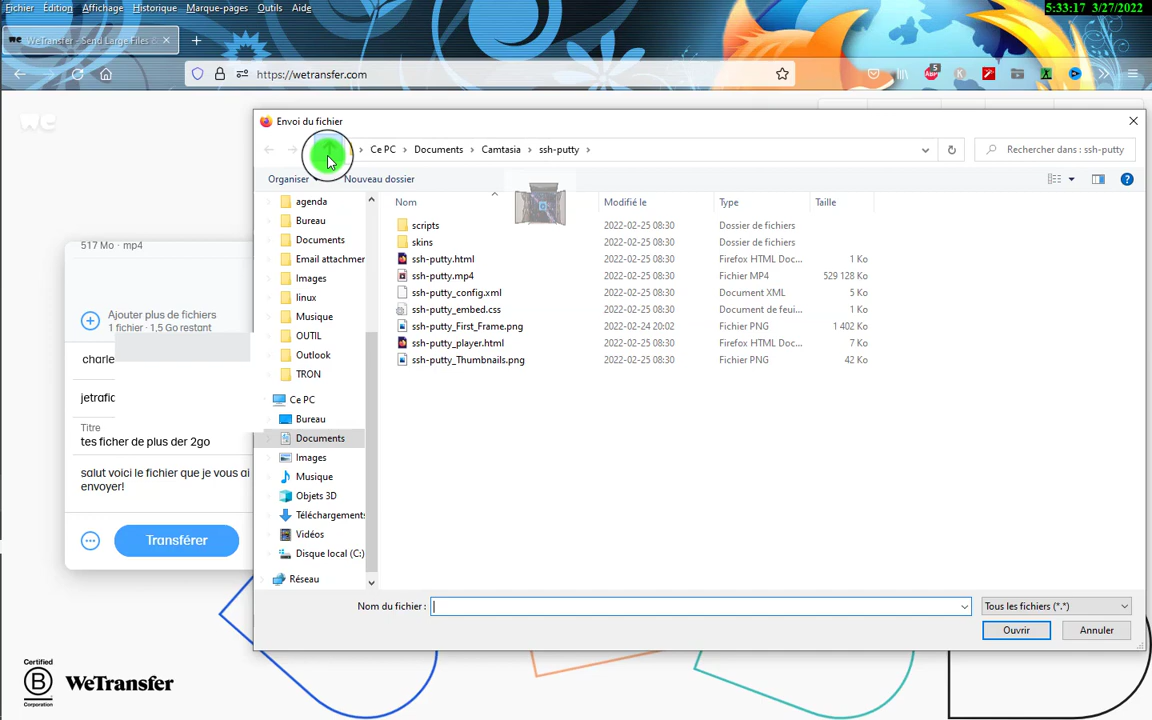 Fichier Édition Affichage Historique Marque-pages Outils Aide
5:33:17 3/27/2022
WeTransfer - Send Large Files &
https://wetransfer.com
5
we
Envoi du fichier
Ce PC Documents Camtasia ssh-putty
Rechercher dans : ssh-putty
Organiser Nouveau dossier
agenda
Bureau
Documents
Email attachmer
Images
linux
Musique
OUTIL
Outlook
TRON
Ce PC
Bureau
Documents
Images
Musique
Objets 3D
Téléchargements
Vidéos
Disque local (C:)
Réseau
Nom Modifié le Type Taille
scripts 2022-02-25 08:30 Dossier de fichiers
skins 2022-02-25 08:30 Dossier de fichiers
ssh-putty.html 2022-02-25 08:30 Firefox HTML Doc... 1 Ko
ssh-putty.mp4 2022-02-25 08:30 Fichier MP4 529 128 Ko
ssh-putty_config.xml 2022-02-25 08:30 Document XML 5 Ko
ssh-putty_embed.css 2022-02-25 08:30 Document de feui... 1 Ko
ssh-putty_First_Frame.png 2022-02-24 20:02 Fichier PNG 1 402 Ko
ssh-putty_player.html 2022-02-25 08:30 Firefox HTML Doc... 7 Ko
ssh-putty_Thumbnails.png 2022-02-25 08:30 Fichier PNG 42 Ko
Nom du fichier :
Tous les fichiers (*.*)
Ouvrir Annuler
517 Mo · mp4
Ajouter plus de fichiers
1 fichier · 1,5 Go restant
charle
jetrafic
Titre
tes ficher de plus der 2go
salut voici le fichier que je vous ai
envoyer!
Transférer
Certified
B
Corporation
WeTransfer